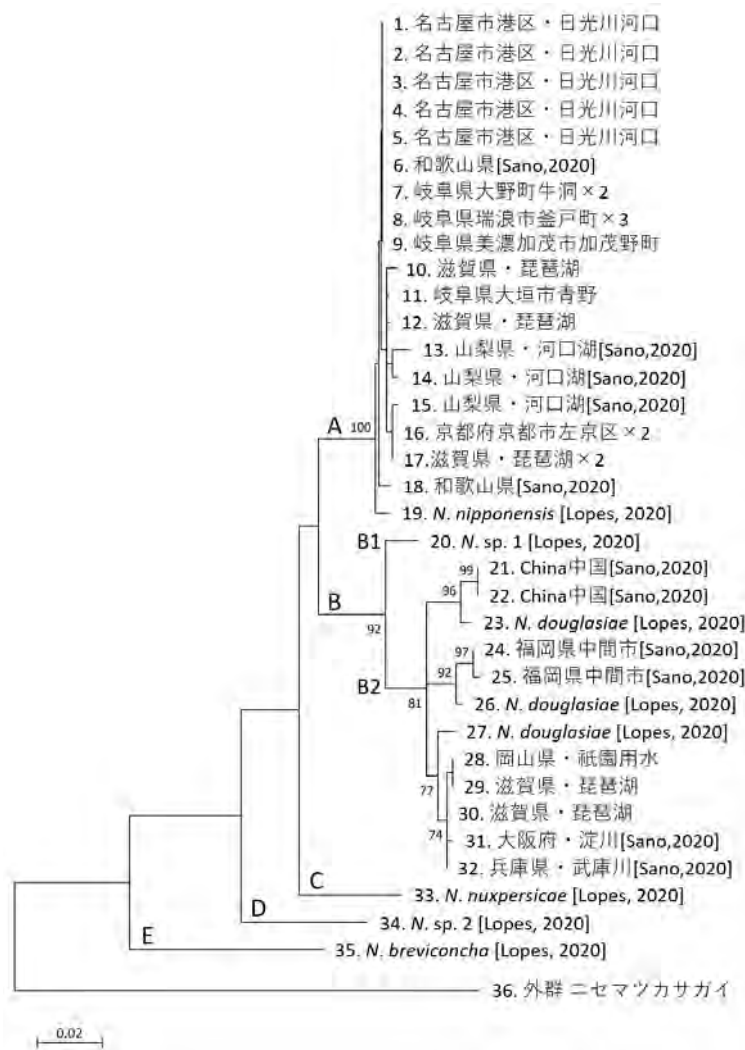 1. 名古屋市港区・日光川河口
2. 名古屋市港区・日光川河口
3. 名古屋市港区・日光川河口
4. 名古屋市港区・日光川河口
5. 名古屋市港区・日光川河口
6. 和歌山県[Sano,2020]
7. 岐阜県大野町牛洞×2
8. 岐阜県瑞浪市釜戸町×3
9. 岐阜県美濃加茂市加茂野町
10. 滋賀県・琵琶湖
11. 岐阜県大垣市青野
12. 滋賀県・琵琶湖
13. 山梨県・河口湖[Sano,2020]
14. 山梨県・河口湖[Sano,2020]
15. 山梨県・河口湖[Sano,2020]
A 100
16. 京都府京都市左京区×2
17.滋賀県・琵琶湖×2
18. 和歌山県[Sano,2020]
19. N. nipponensis [Lopes, 2020]
B1
20. N. sp. 1 [Lopes, 2020]
99
21. China中国[Sano,2020]
96
22. China中国[Sano,2020]
B
92
23. N. douglasiae [Lopes, 2020]
97
24. 福岡県中間市[Sano,2020]
92
25. 福岡県中間市[Sano,2020]
B2
81
26. N. douglasiae [Lopes, 2020]
27. N. douglasiae [Lopes, 2020]
28. 岡山県・祇園用水
77
29. 滋賀県・琵琶湖
30. 滋賀県・琵琶湖
74
31. 大阪府・淀川[Sano,2020]
32. 兵庫県・武庫川[Sano,2020]
C
33. N. nuxpersicae [Lopes, 2020]
D
34. N. sp. 2 [Lopes, 2020]
E
35. N. breviconcha [Lopes, 2020]
36. 外群 ニセマツカサガイ
0.02